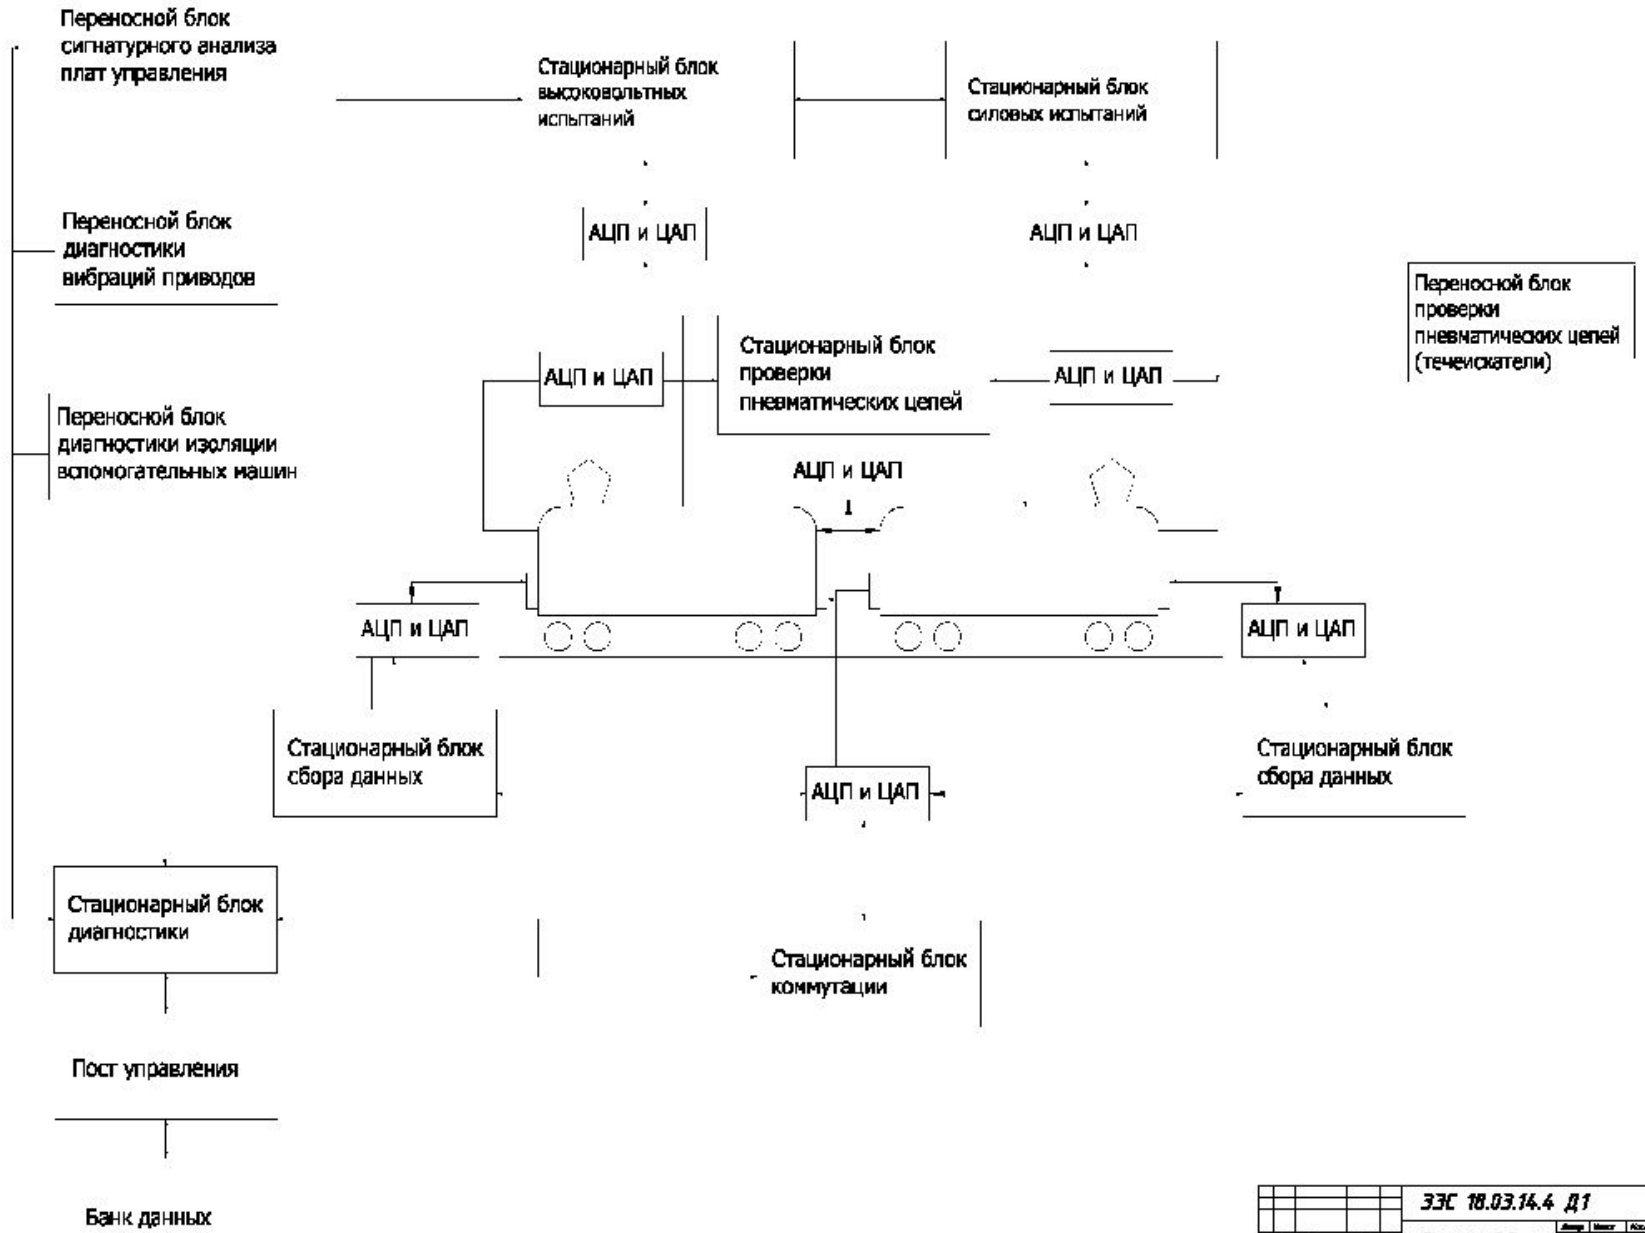 Переносной блок
сигнатурного анализа
плат управления
Стационарный блок
высоковольтных
испытаний
Стационарный блок
силовых испытаний
Переносной блок
диагностики
вибраций приводов
АЦП и ЦАП
АЦП и ЦАП
Переносной блок
проверки
пневматических цепей
(течеискатели)
АЦП и ЦАП
Стационарный блок
проверки
пневматических цепей
АЦП и ЦАП
Переносной блок
диагностики изоляции
вспомогательных машин
АЦП и ЦАП
АЦП и ЦАП
АЦП и ЦАП
Стационарный блок
сбора данных
АЦП и ЦАП
Стационарный блок
сбора данных
Стационарный блок
диагностики
Стационарный блок
коммутации
Пост управления
Банк данных
ЭЭС 18.03.14.4 Д1